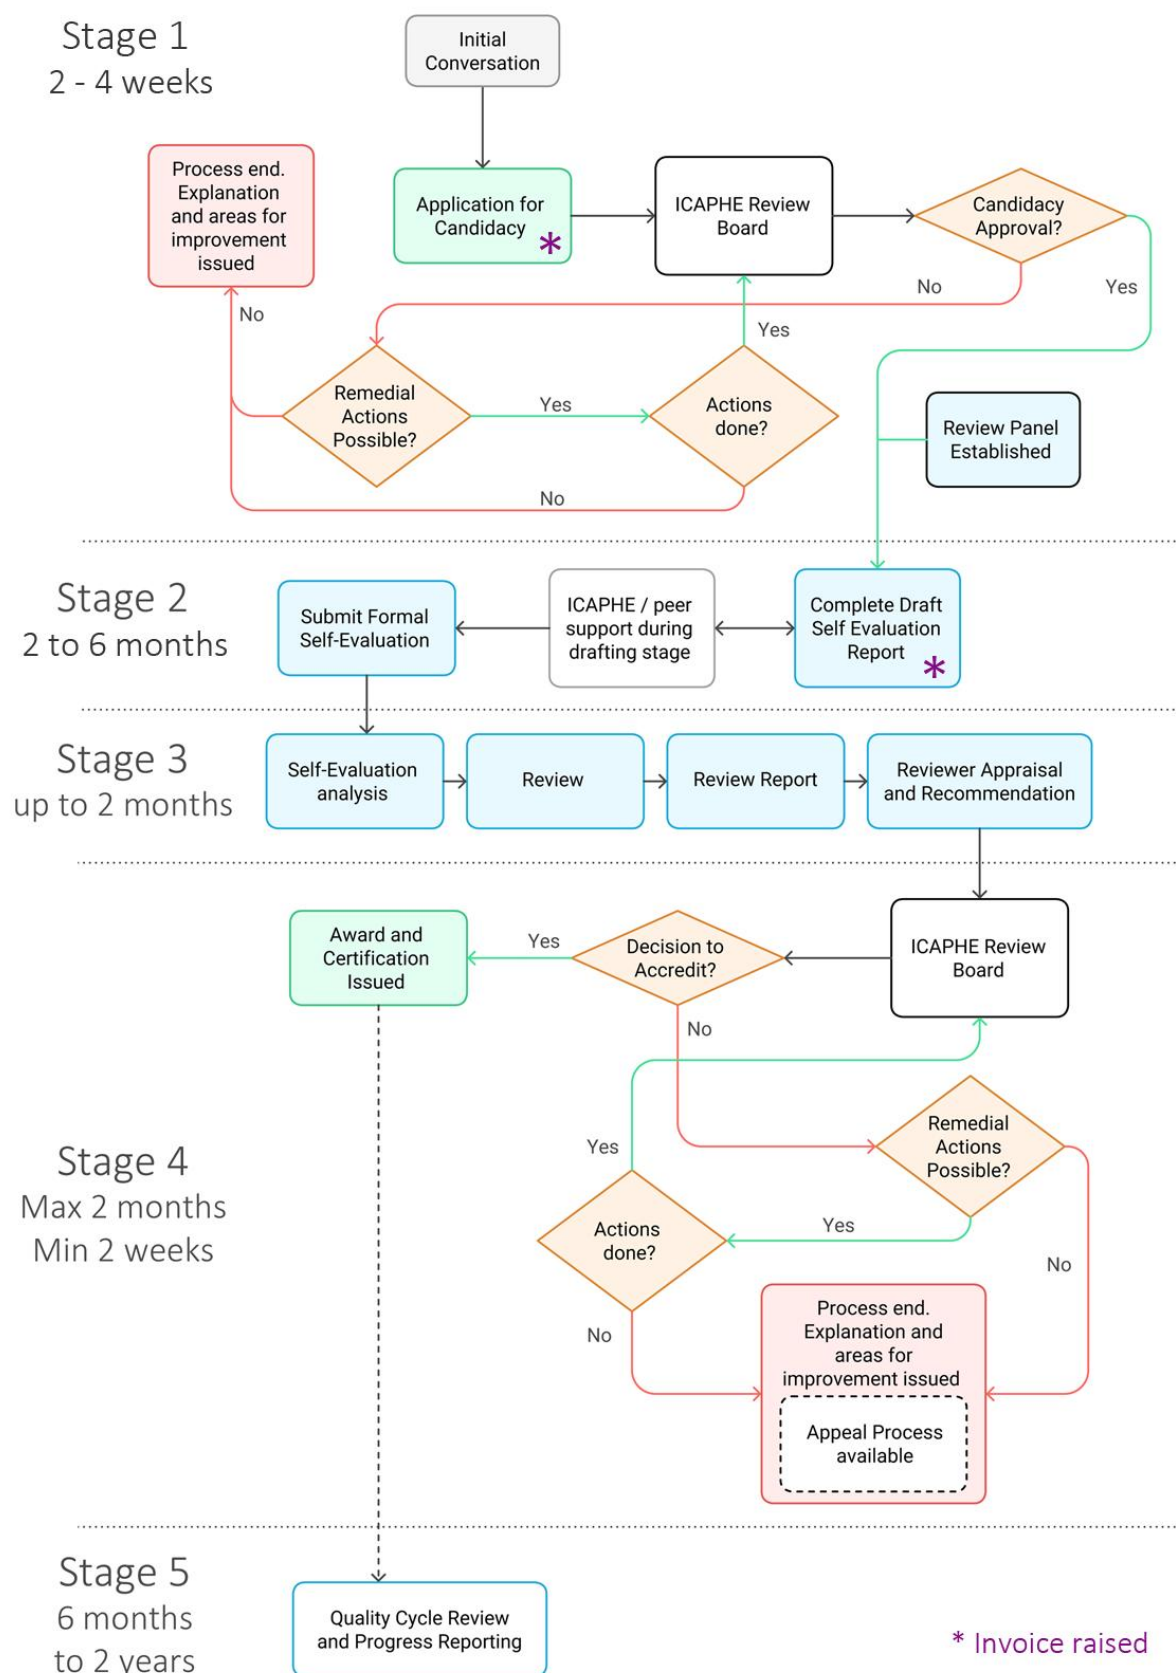 Stage 1
2 - 4 weeks
Initial
Conversation
Process end.
Explanation
and areas for
improvement
issued
Application for
Candidacy
*
ICAPHE Review
Board
Candidacy
Approval?
No
Yes
No
Yes
Remedial
Actions
Possible?
Yes
Actions
done?
Review Panel
Established
No
Stage 2
2 to 6 months
Submit Formal
Self-Evaluation
ICAPHE / peer
support during
drafting stage
Complete Draft
Self Evaluation
Report
*
Stage 3
up to 2 months
Self-Evaluation
analysis
Review
Review Report
Reviewer Appraisal
and Recommendation
Award and
Certification
Issued
Yes
Decision to
Accredit?
ICAPHE Review
Board
No
Stage 4
Max 2 months
Min 2 weeks
Yes
Remedial
Actions
Possible?
Actions
done?
Yes
No
No
Process end.
Explanation and
areas for
improvement issued
Appeal Process
available
Stage 5
6 months
to 2 years
Quality Cycle Review
and Progress Reporting
* Invoice raised